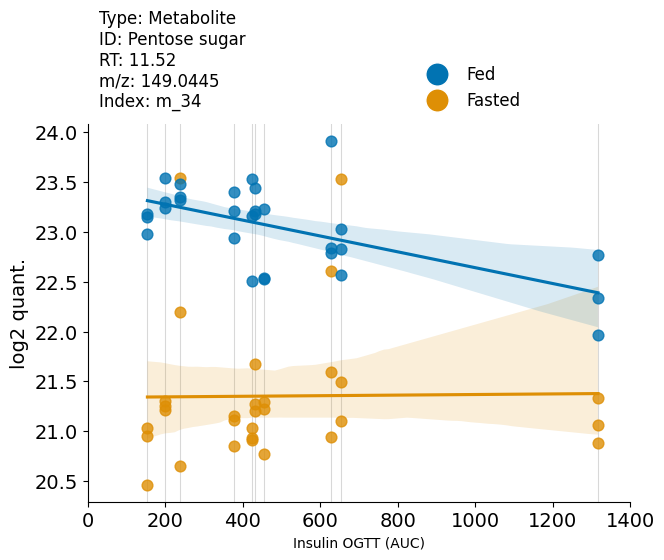 Type: Metabolite
ID: Pentose sugar
RT: 11.52
m/z: 149.0445
Index: m_34
Fed
Fasted
24.0
23.5
23.0
22.5
22.0
21.5
21.0
20.5
log2 quant.
0 200 400 600 800 1000 1200 1400
Insulin OGTT (AUC)